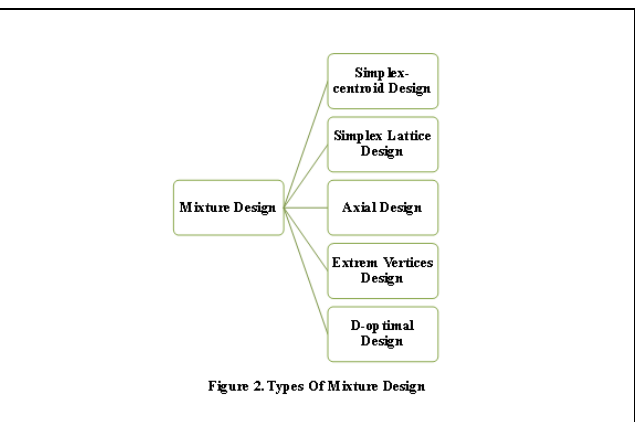 Simplex-
centroid Design
Simplex Lattice
Design
Mixture Design
Axial Design
Extrem Vertices
Design
D-optimal
Design
Figure 2. Types Of Mixture Design